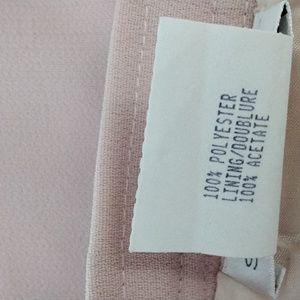 100% POLYESTER
LINING/DOUBLURE
100% ACETATE